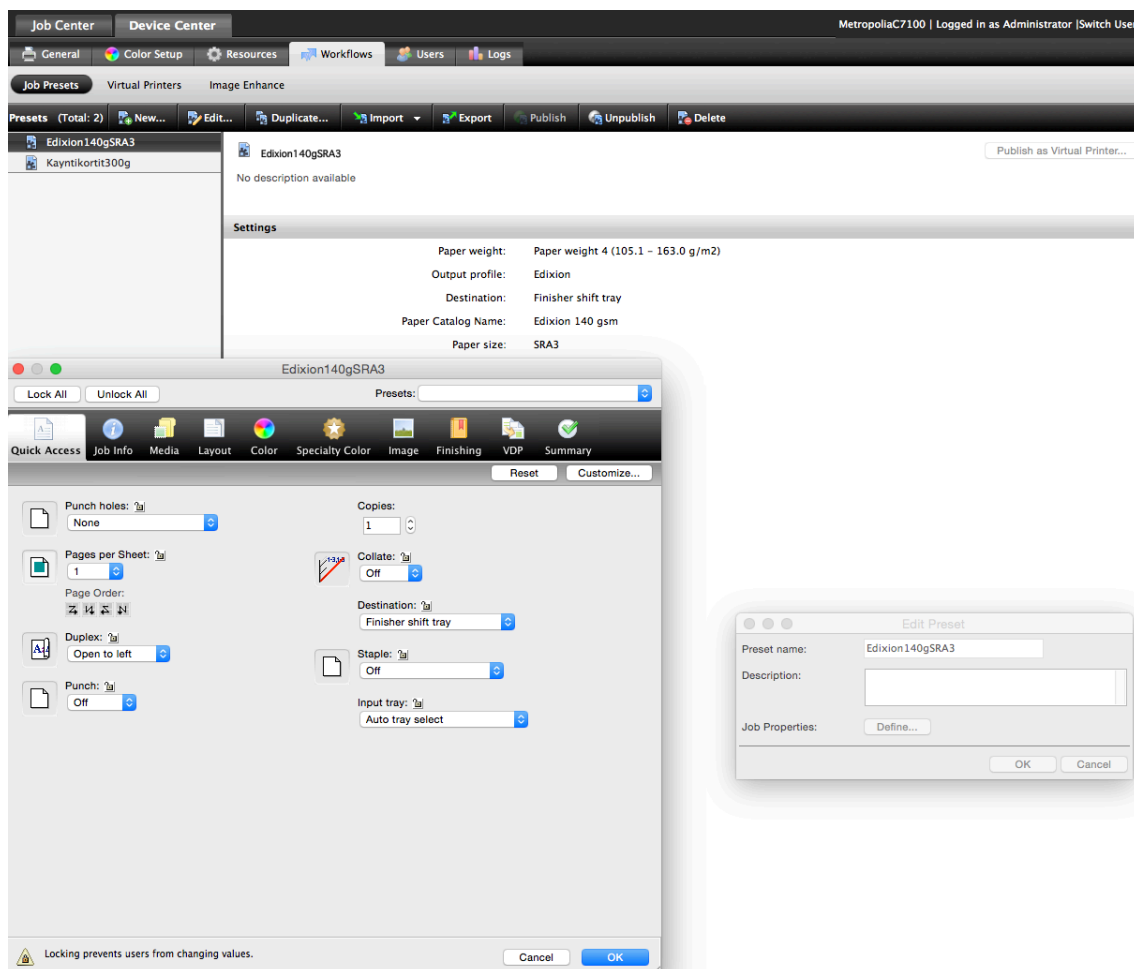 Job Center Device Center MetropoliaC7100 | Logged in as Administrator |Switch User
General Color Setup Resources Workflows Users Logs
Job Presets Virtual Printers Image Enhance
Presets (Total: 2) New... Edit... Duplicate... Import Export Publish Unpublish Delete
Edixion140gSRA3
Kayntikortit300g
Edixion140gSRA3 Publish as Virtual Printer...
No description available
Settings
Paper weight: Paper weight 4 (105.1 – 163.0 g/m2)
Output profile: Edixion
Destination: Finisher shift tray
Paper Catalog Name: Edixion 140 gsm
Paper size: SRA3
Edixion140gSRA3
Lock All Unlock All Presets:
Quick Access Job Info Media Layout Color Specialty Color Image Finishing VDP Summary
Reset Customize...
Punch holes:
None
Pages per Sheet:
1
Page Order:
Duplex:
Open to left
Punch:
Off
Copies:
1
Collate:
Off
Destination:
Finisher shift tray
Staple:
Off
Input tray:
Auto tray select
Locking prevents users from changing values.
Cancel OK
Edit Preset
Preset name: Edixion140gSRA3
Description:
Job Properties: Define...
OK Cancel